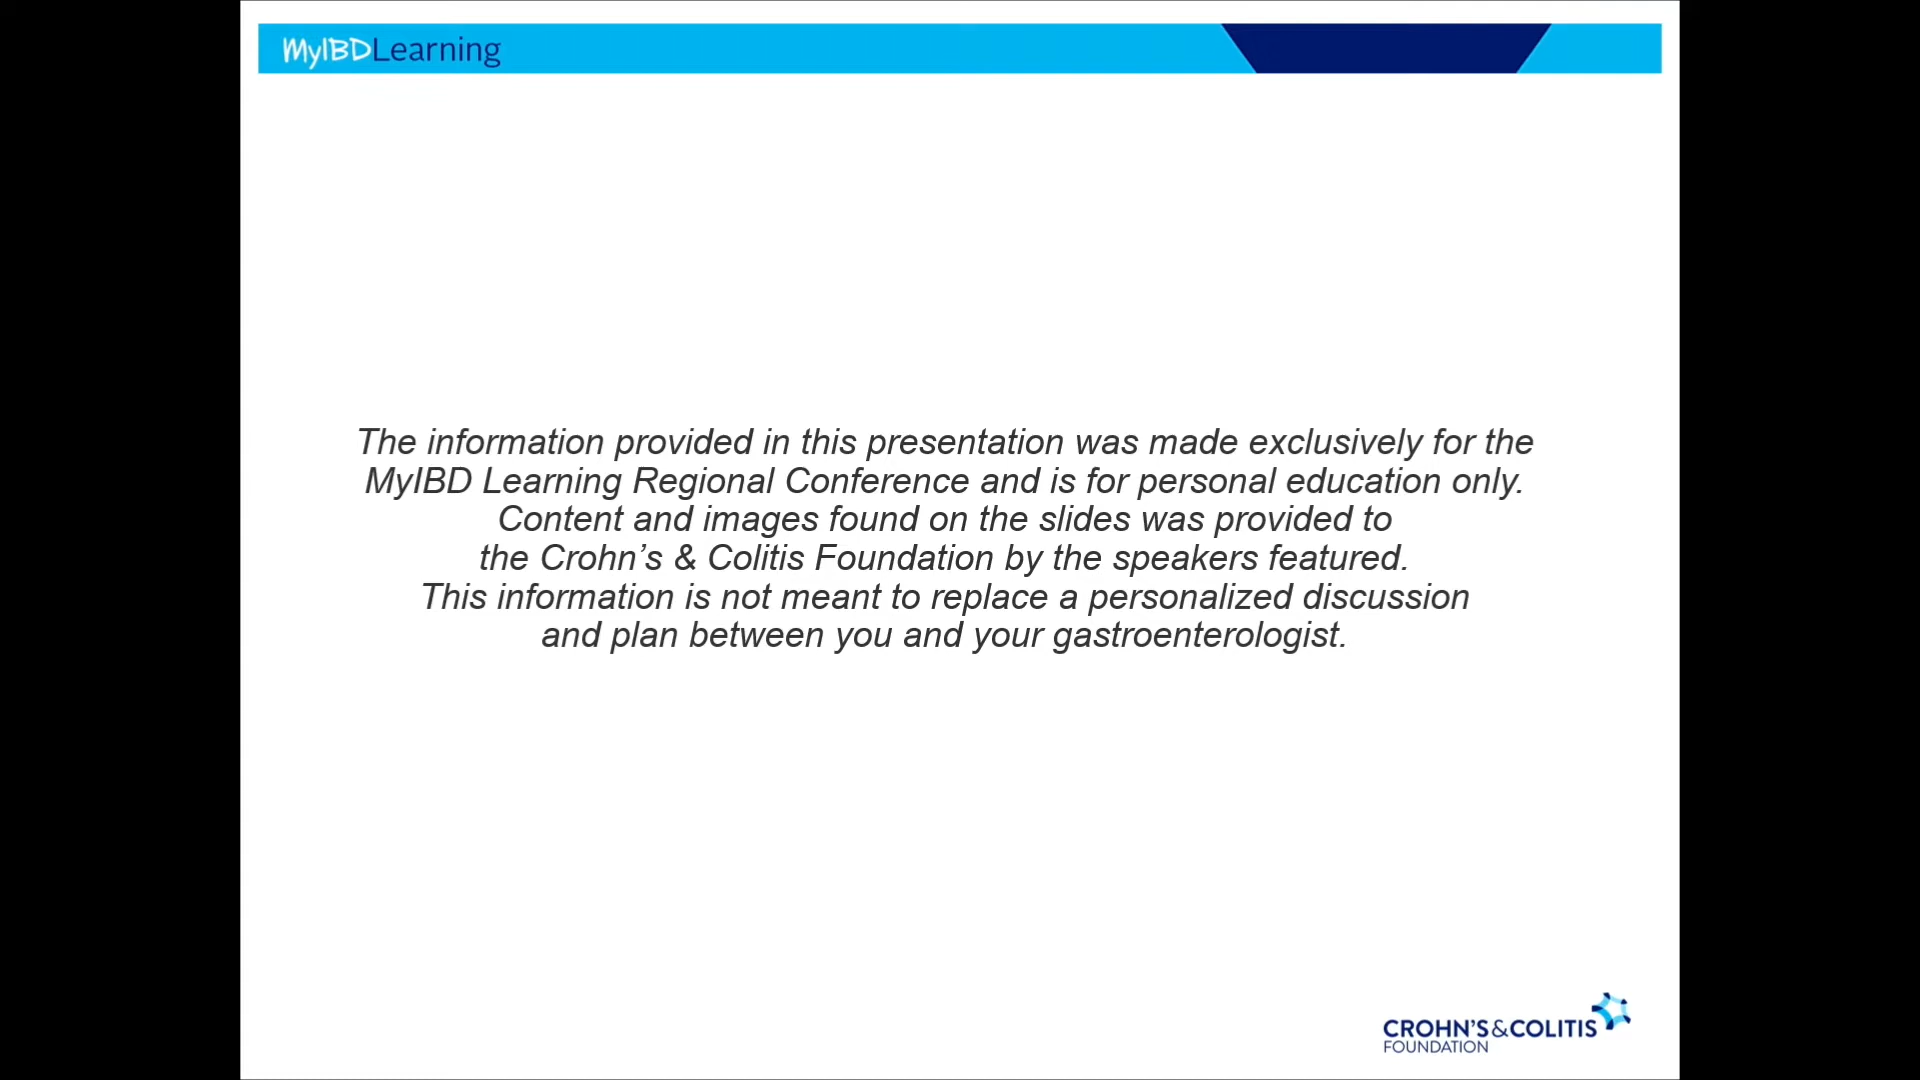 MyIBDLearning
The information provided in this presentation was made exclusively for the
MyIBD Learning Regional Conference and is for personal education only.
Content and images found on the slides was provided to
the Crohn’s & Colitis Foundation by the speakers featured.
This information is not meant to replace a personalized discussion
and plan between you and your gastroenterologist.
CROHN'S&COLITIS
FOUNDATION